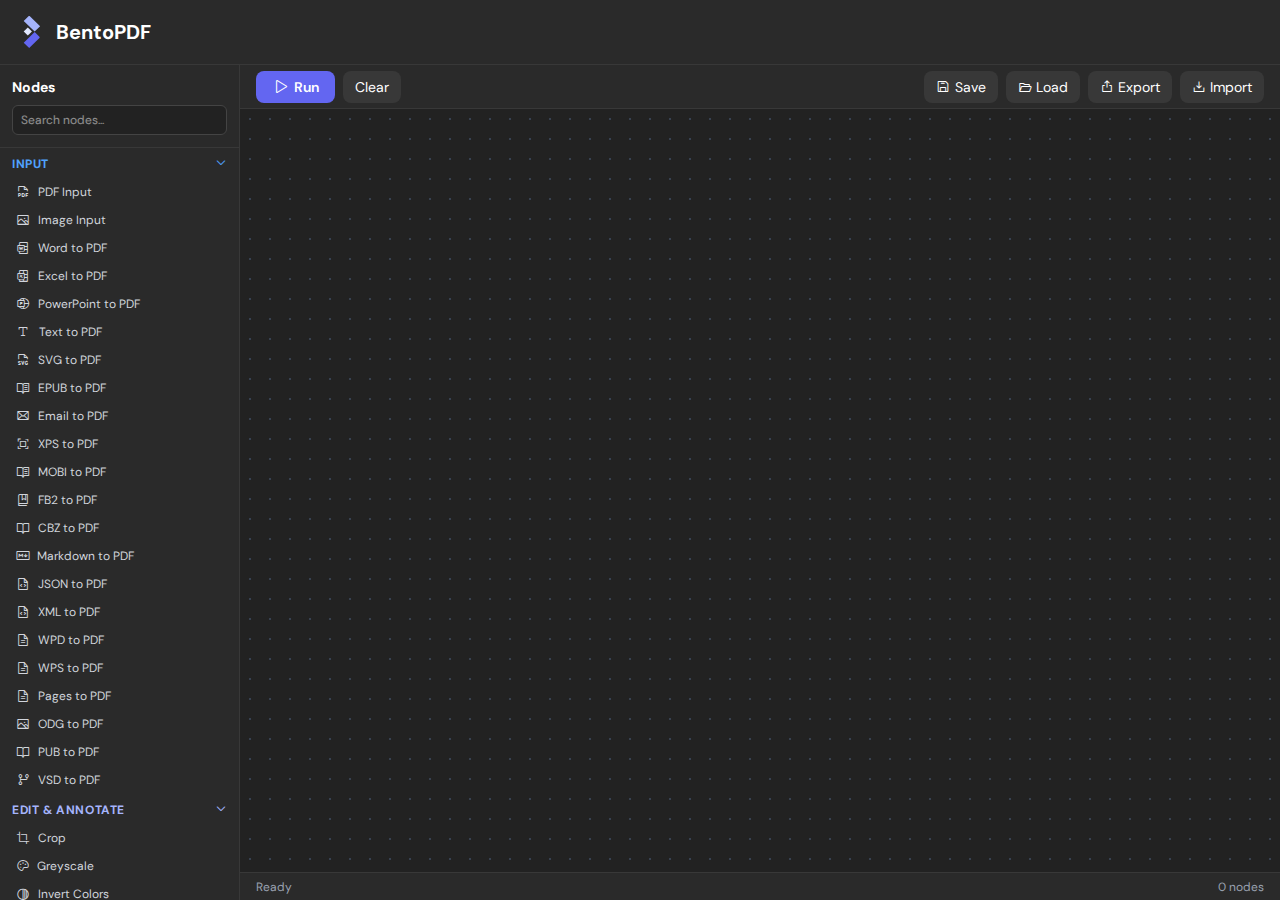 BentoPDF
Nodes
Search nodes...
Run
Clear
Save
Load
Export
Import
INPUT
PDF Input
Image Input
Word to PDF
Excel to PDF
PowerPoint to PDF
Text to PDF
SVG to PDF
EPUB to PDF
Email to PDF
XPS to PDF
MOBI to PDF
FB2 to PDF
CBZ to PDF
Markdown to PDF
JSON to PDF
XML to PDF
WPD to PDF
WPS to PDF
Pages to PDF
ODG to PDF
PUB to PDF
VSD to PDF
EDIT & ANNOTATE
Crop
Greyscale
Invert Colors
Ready
0 nodes